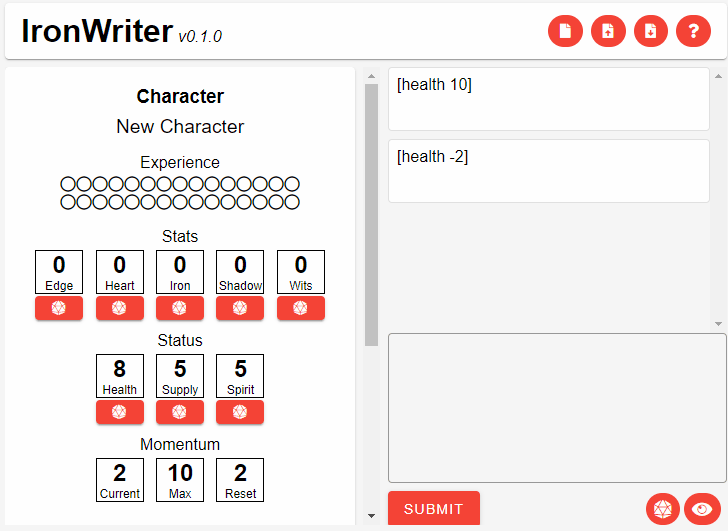 IronWriter v0.1.0
?
Character
New Character
Experience
Stats
0 0 0 0 0
Edge Heart Iron Shadow Wits
Status
8 5 5
Health Supply Spirit
Momentum
2 10 2
Current Max Reset
[health 10]
[health -2]
SUBMIT